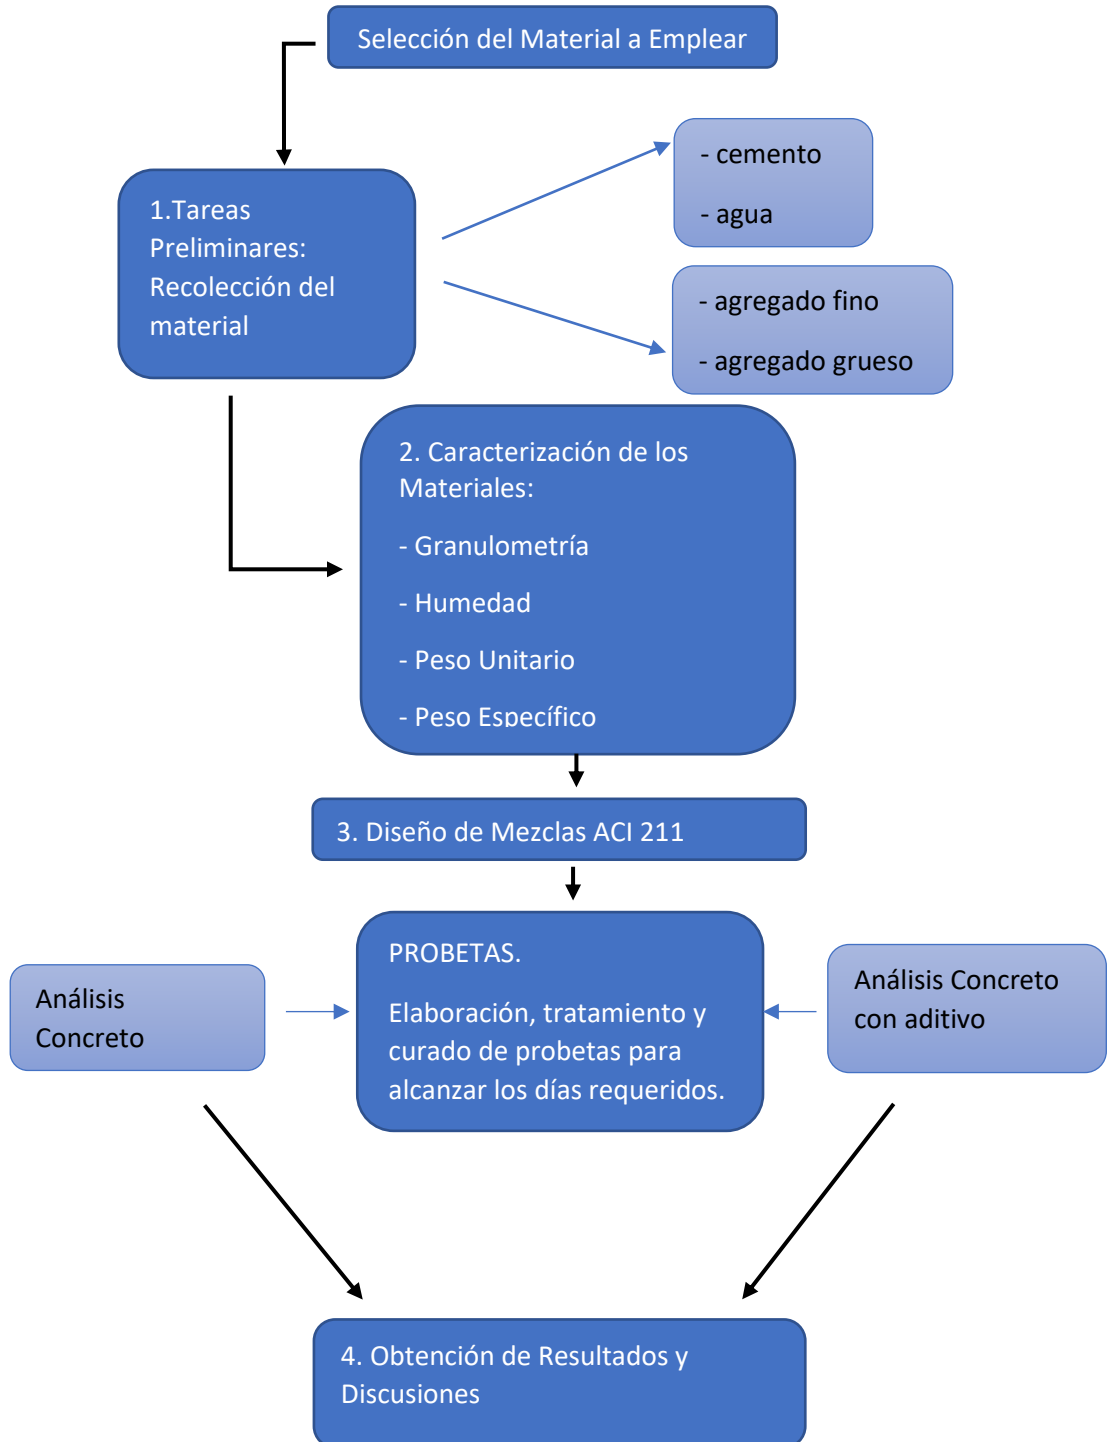 Selección del Material a Emplear
- cemento
- agua
1.Tareas
Preliminares:
Recolección del
material
- agregado fino
- agregado grueso
2. Caracterización de los
Materiales:
- Granulometría
- Humedad
- Peso Unitario
- Peso Específico
3. Diseño de Mezclas ACI 211
PROBETAS.
Elaboración, tratamiento y
curado de probetas para
alcanzar los días requeridos.
Análisis
Concreto
Análisis Concreto
con aditivo
4. Obtención de Resultados y
Discusiones